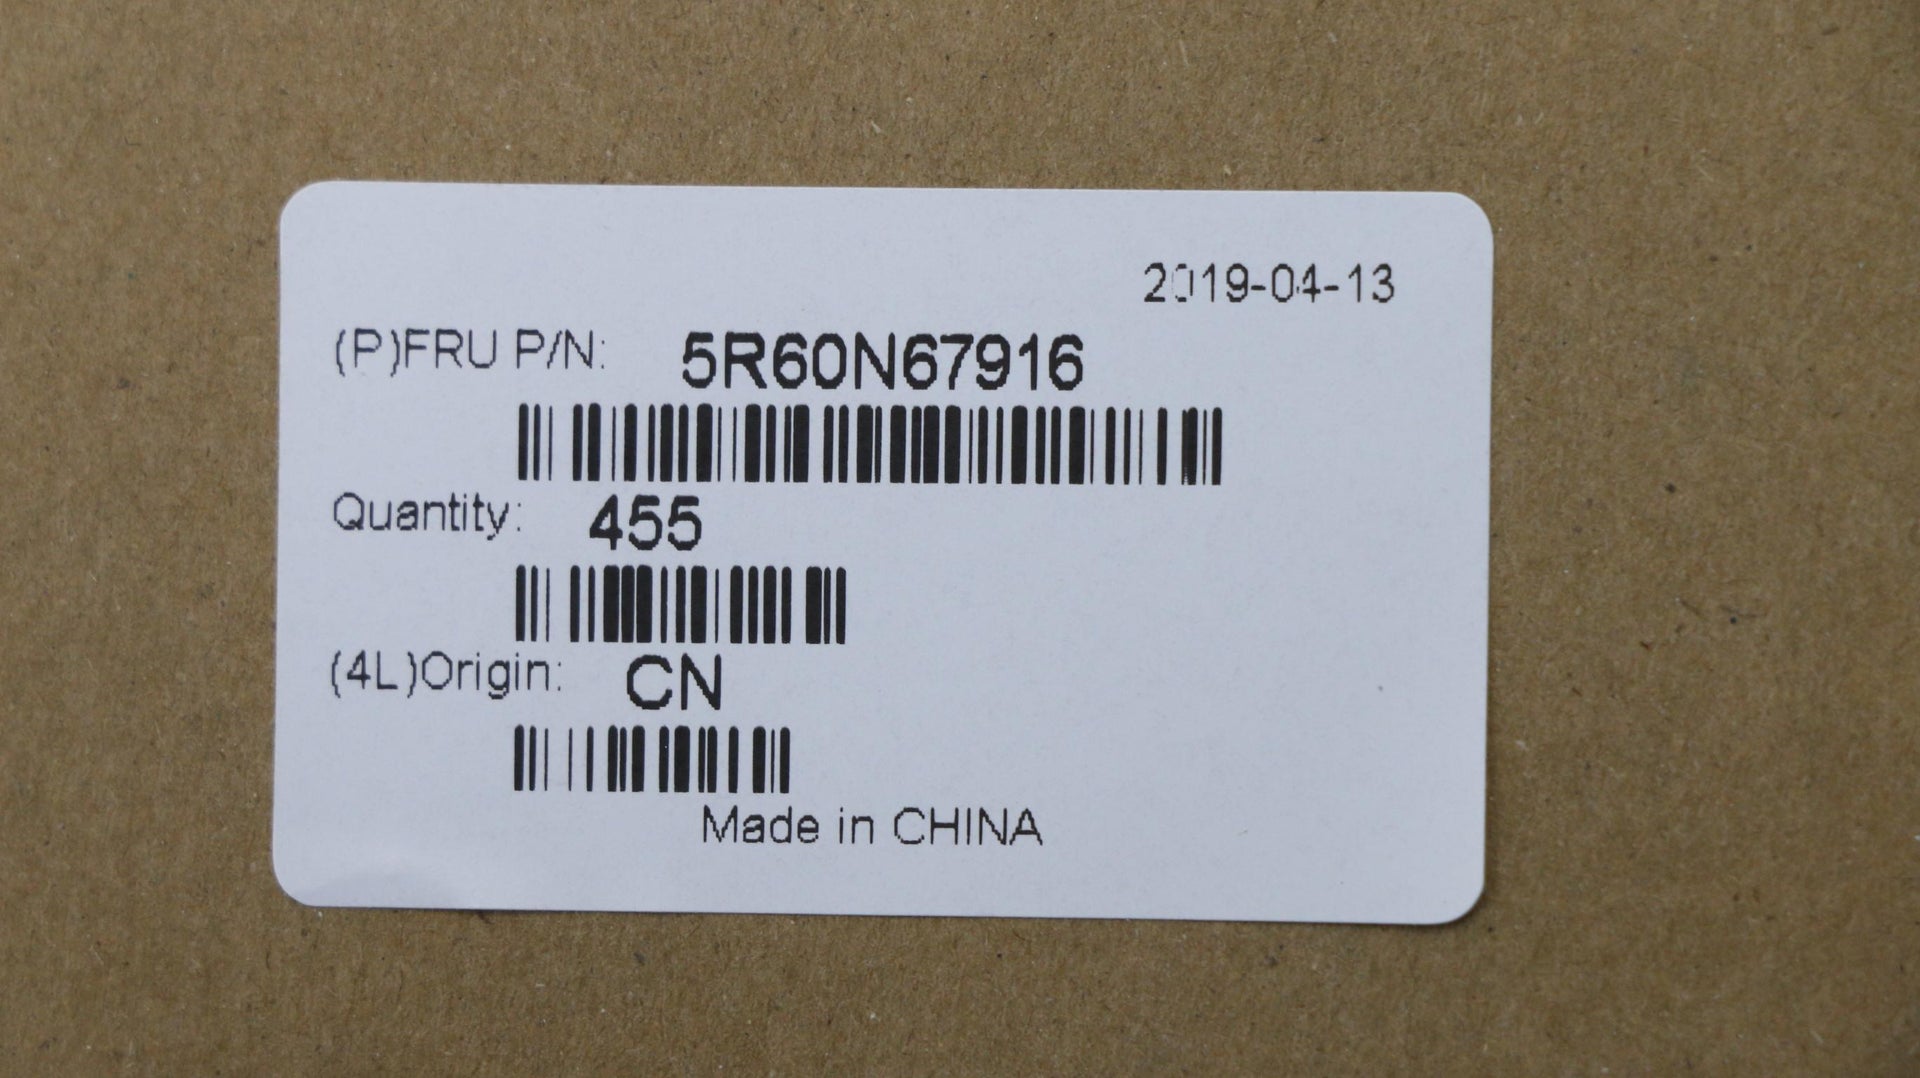 2019-04-13
(P)FRU P/N: 5R60N67916
Quantity: 455
(4L)Origin: CN
Made in CHINA